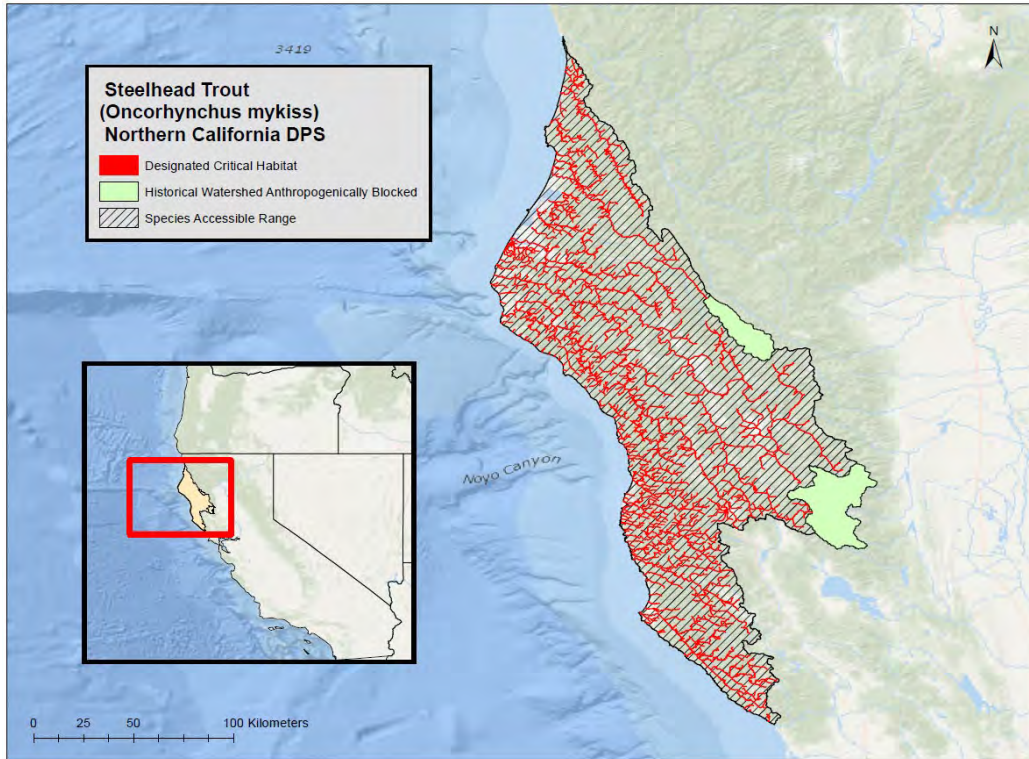 3419
N
Steelhead Trout
(Oncorhynchus mykiss)
Northern California DPS
Designated Critical Habitat
Historical Watershed Anthropogenically Blocked
Species Accessible Range
Noyo Canyon
0 25 50 100 Kilometers